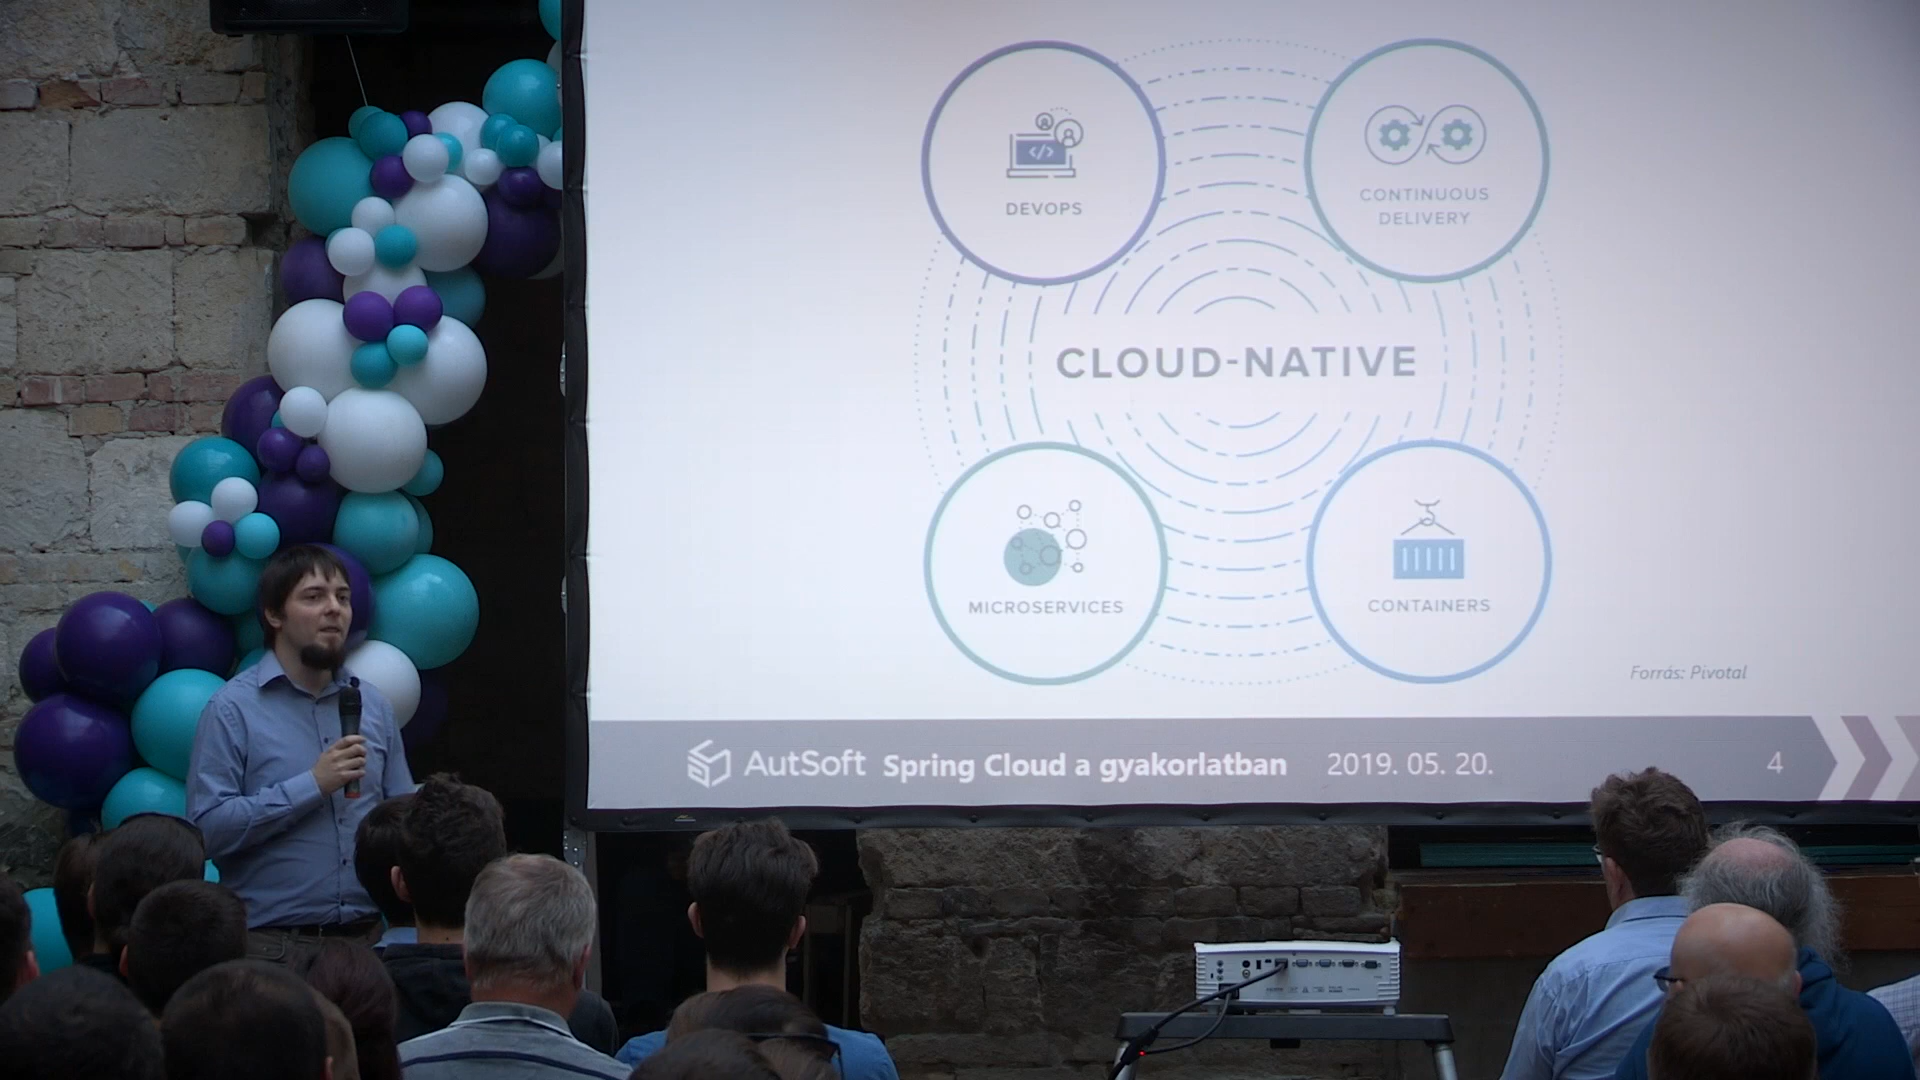 DEVOPS
CONTINUOUS
DELIVERY
CLOUD-NATIVE
MICROSERVICES
CONTAINERS
Forrás: Pivotal
AutSoft Spring Cloud a gyakorlatban 2019. 05. 20. 4